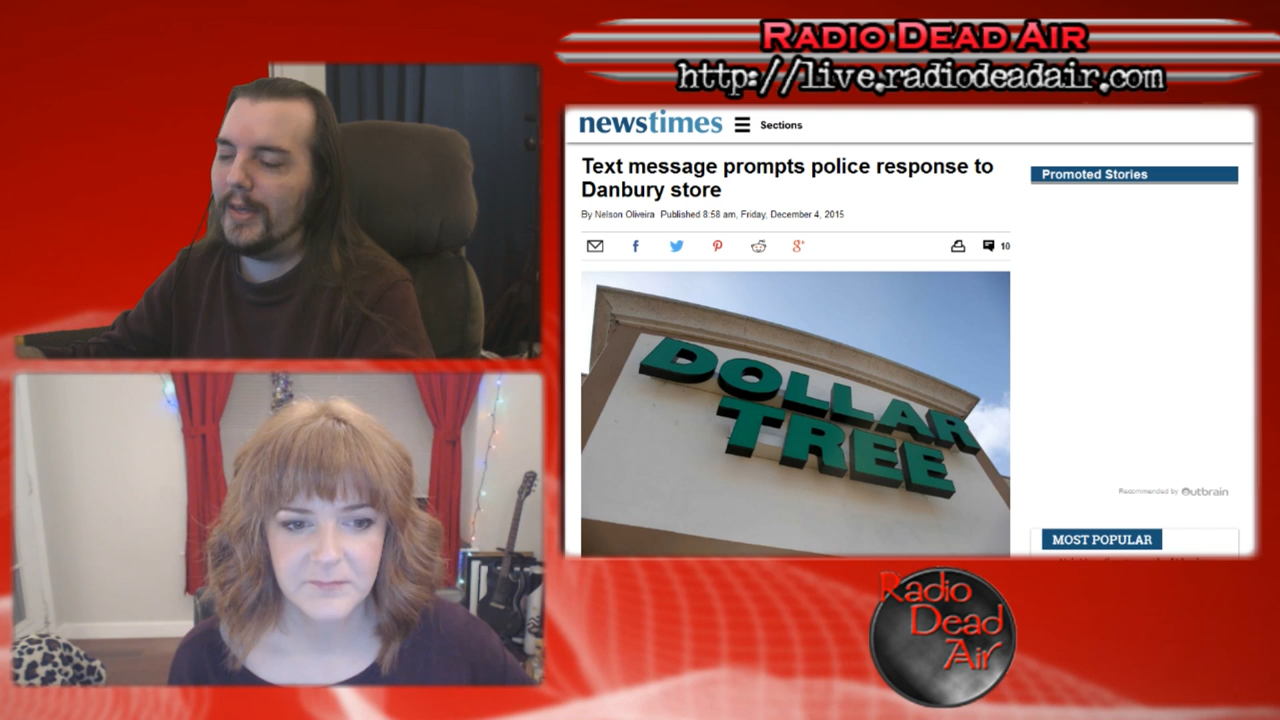 Radio Dead Air
http://live.radiodeadair.com
newstimes
Sections
Text message prompts police response to
Danbury store
By Nelson Oliveira Published 8:58 am, Friday, December 4, 2015
10
Promoted Stories
DOLLAR
TREE
Recommended by Outbrain
MOST POPULAR
Radio
Dead
Air